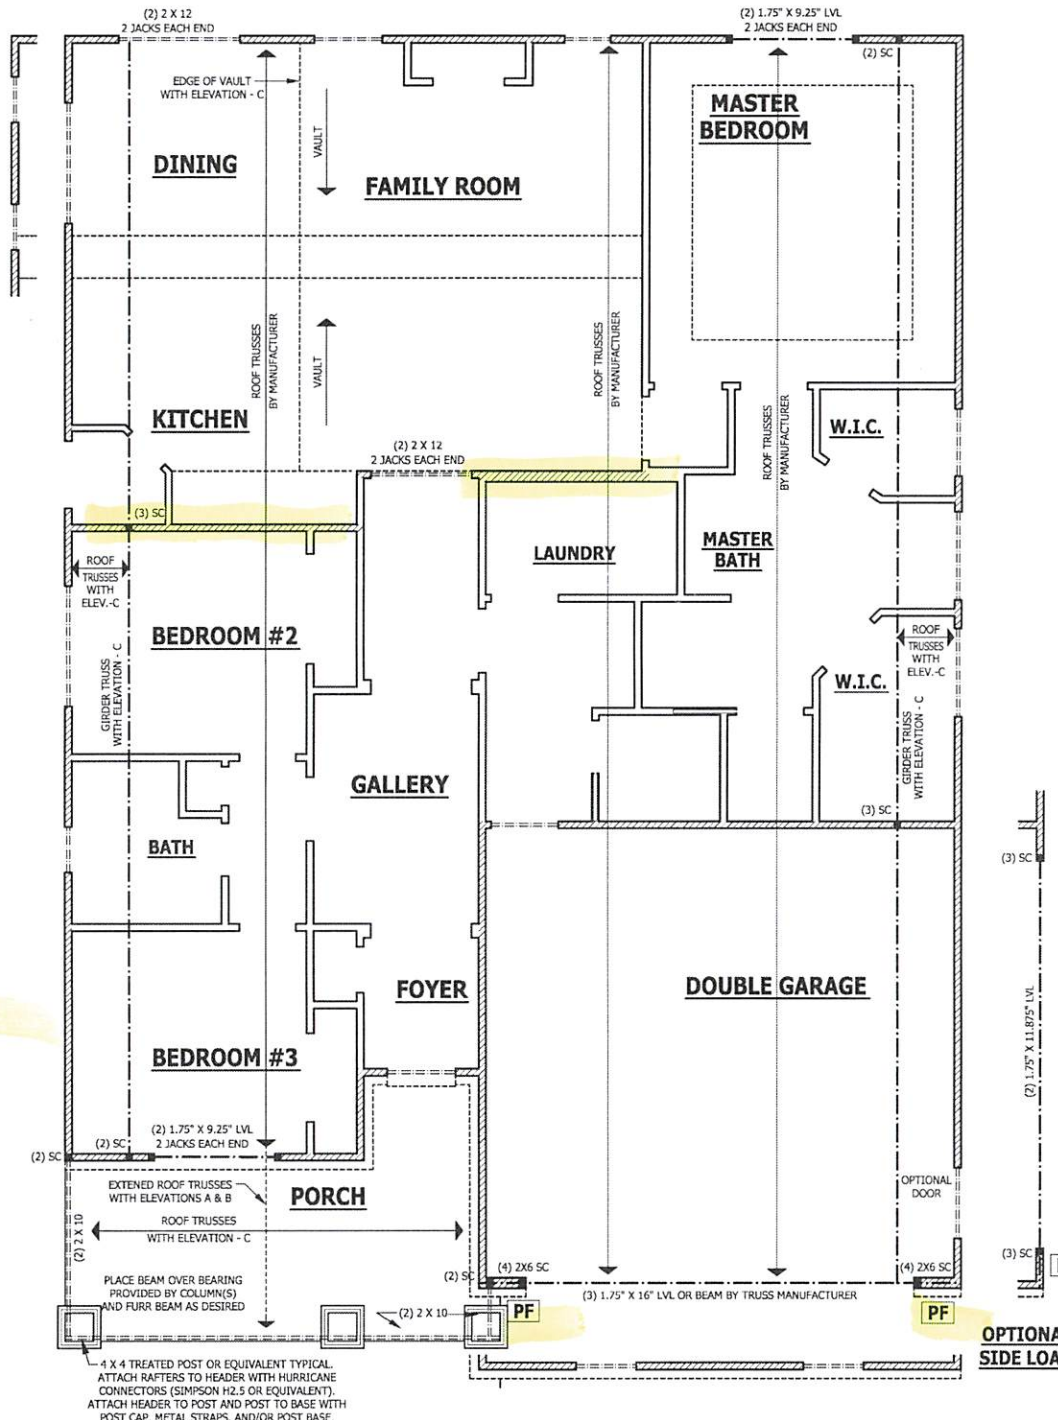 (2) 2 X 12
2 JACKS EACH END
(2) 1.75" X 9.25" LVL
2 JACKS EACH END
(2) SC
EDGE OF VAULT
WITH ELEVATION - C
MASTER
BEDROOM
VAULT
DINING
FAMILY ROOM
ROOF TRUSSES
BY MANUFACTURER
ROOF TRUSSES
BY MANUFACTURER
VAULT
ROOF TRUSSES
BY MANUFACTURER
KITCHEN
W.I.C.
(2) 2 X 12
2 JACKS EACH END
(3) SC
ROOF
TRUSSES
WITH
ELEV.-C
LAUNDRY
MASTER
BATH
BEDROOM #2
ROOF
TRUSSES
WITH
ELEV.-C
GIRDER TRUSS
WITH ELEVATION - C
W.I.C.
GIRDER TRUSS
WITH ELEVATION - C
GALLERY
(3) SC
BATH
(3) SC
FOYER
DOUBLE GARAGE
(2) 1.75" X 11.875" LVL
BEDROOM #3
(2) 1.75" X 9.25" LVL
2 JACKS EACH END
(2) SC
(2) SC
EXTENED ROOF TRUSSES
WITH ELEVATIONS A & B
PORCH
OPTIONAL
DOOR
(2) 2 X 10
ROOF TRUSSES
WITH ELEVATION - C
(3) SC
(2) SC
(4) 2X6 SC
(4) 2X6 SC
PLACE BEAM OVER BEARING
PROVIDED BY COLUMN(S)
AND FURR BEAM AS DESIRED
(3) 1.75" X 16" LVL OR BEAM BY TRUSS MANUFACTURER
(2) 2 X 10
PF
PF
OPTIONA
SIDE LOA
4 X 4 TREATED POST OR EQUIVALENT TYPICAL.
ATTACH RAFTERS TO HEADER WITH HURRICANE
CONNECTORS (SIMPSON H2.5 OR EQUIVALENT).
ATTACH HEADER TO POST AND POST TO BASE WITH
POST CAP, METAL STRAPS, AND/OR POST BASE